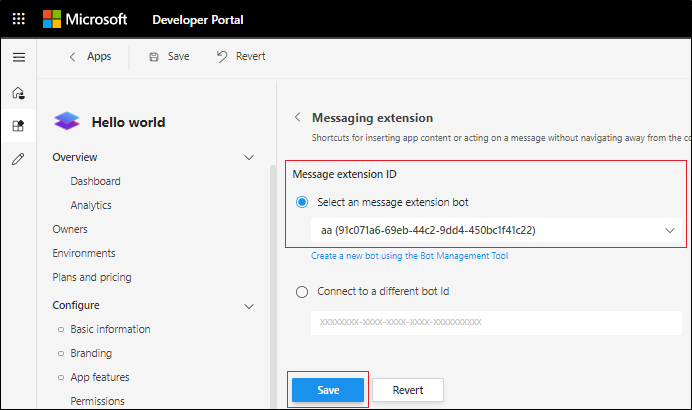 Microsoft Developer Portal
Apps Save Revert
Hello world
Overview
Dashboard
Analytics
Owners
Environments
Plans and pricing
Configure
Basic information
Branding
App features
Permissions
Messaging extension
Shortcuts for inserting app content or acting on a message without navigating away from the co
Message extension ID
Select an message extension bot
aa (91c071a6-69eb-44c2-9dd4-450bc1f41c22)
Create a new bot using the Bot Management Tool
Connect to a different bot Id
xxxxxxxx-xxxx-xxxx-xxxx-xxxxxxxxxx
Save Revert